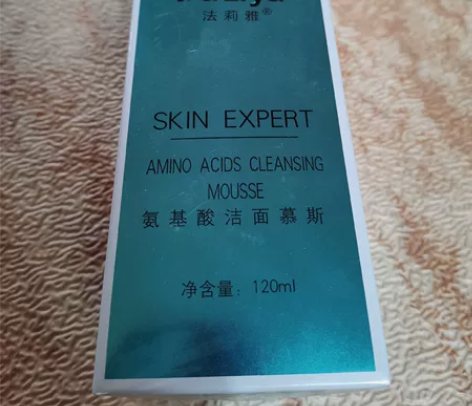 法莉雅®
SKIN EXPERT
AMINO ACIDS CLEANSING
MOUSSE
氨基酸洁面慕斯
净含量：120ml